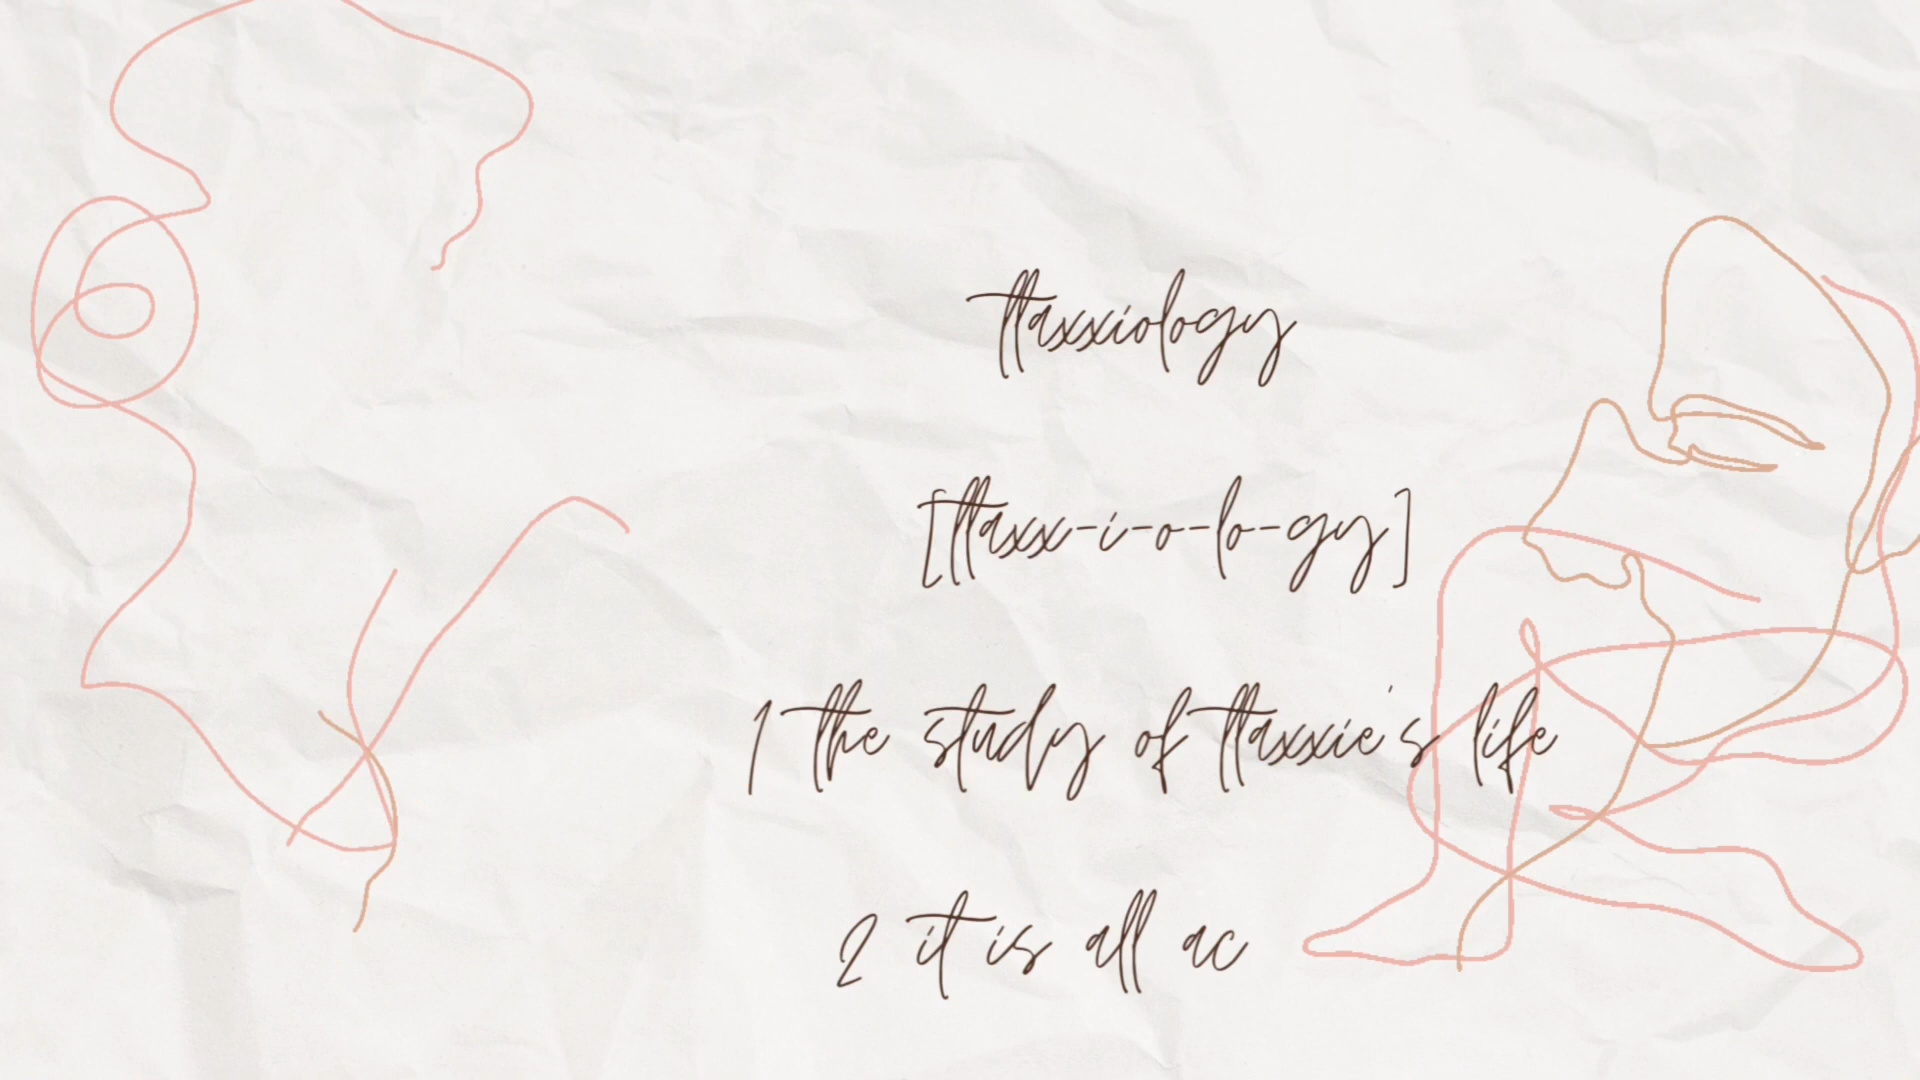 ttaxxiology
[ttaxx-i-o-lo-gy]
1 the study of ttaxxie's life
2 it is all ac